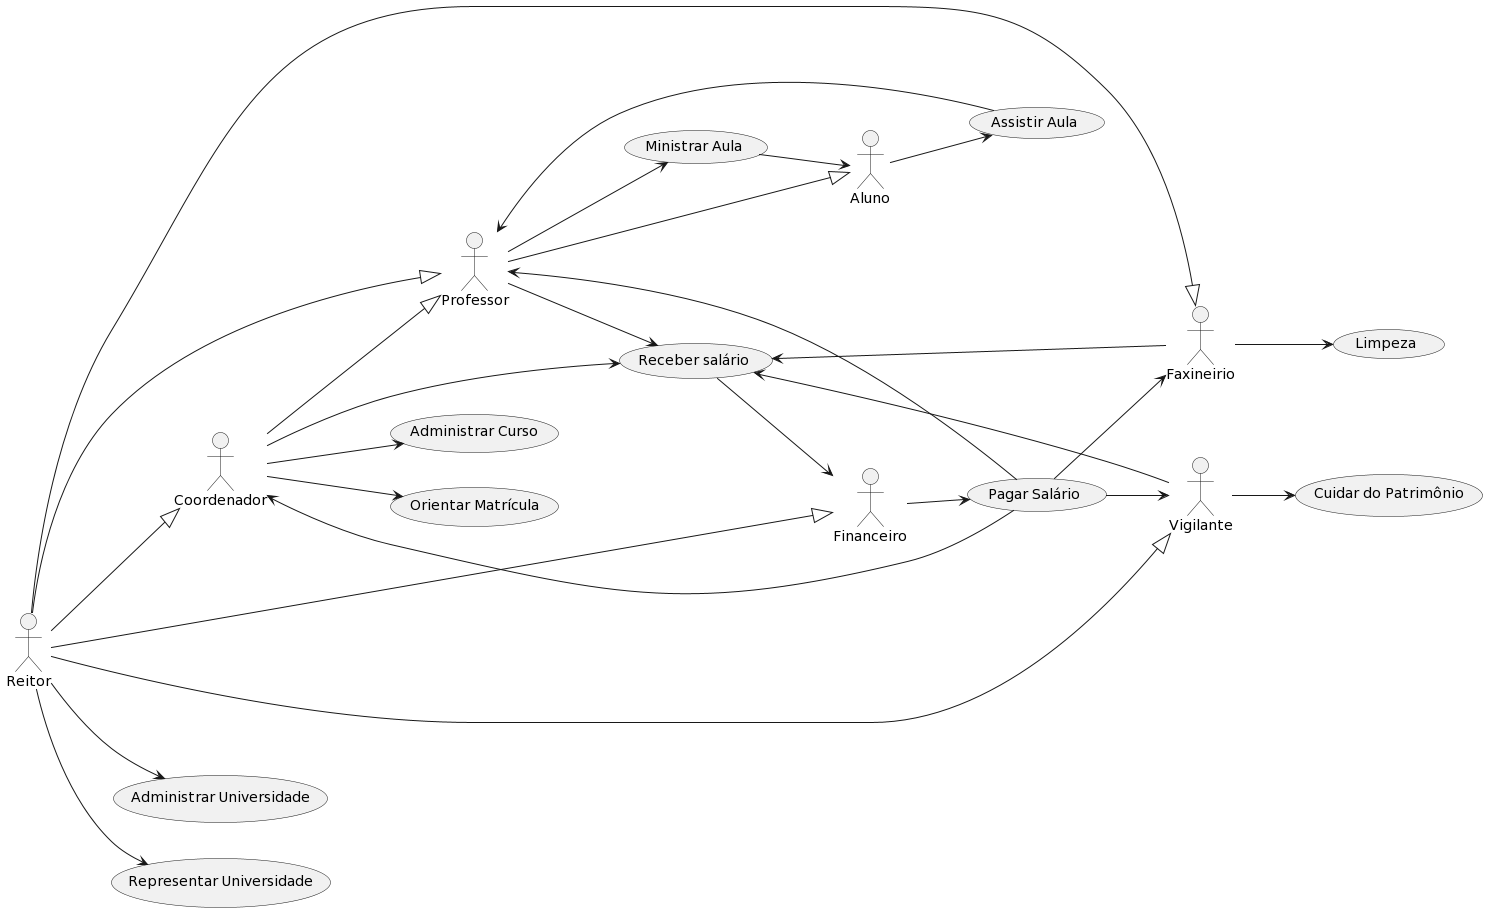 Assistir Aula
Ministrar Aula
Aluno
Professor
Limpeza
Receber salário
Faxineirio
Administrar Curso
Coordenador
Pagar Salário
Cuidar do Patrimônio
Orientar Matrícula
Vigilante
Financeiro
Reitor
Administrar Universidade
Representar Universidade